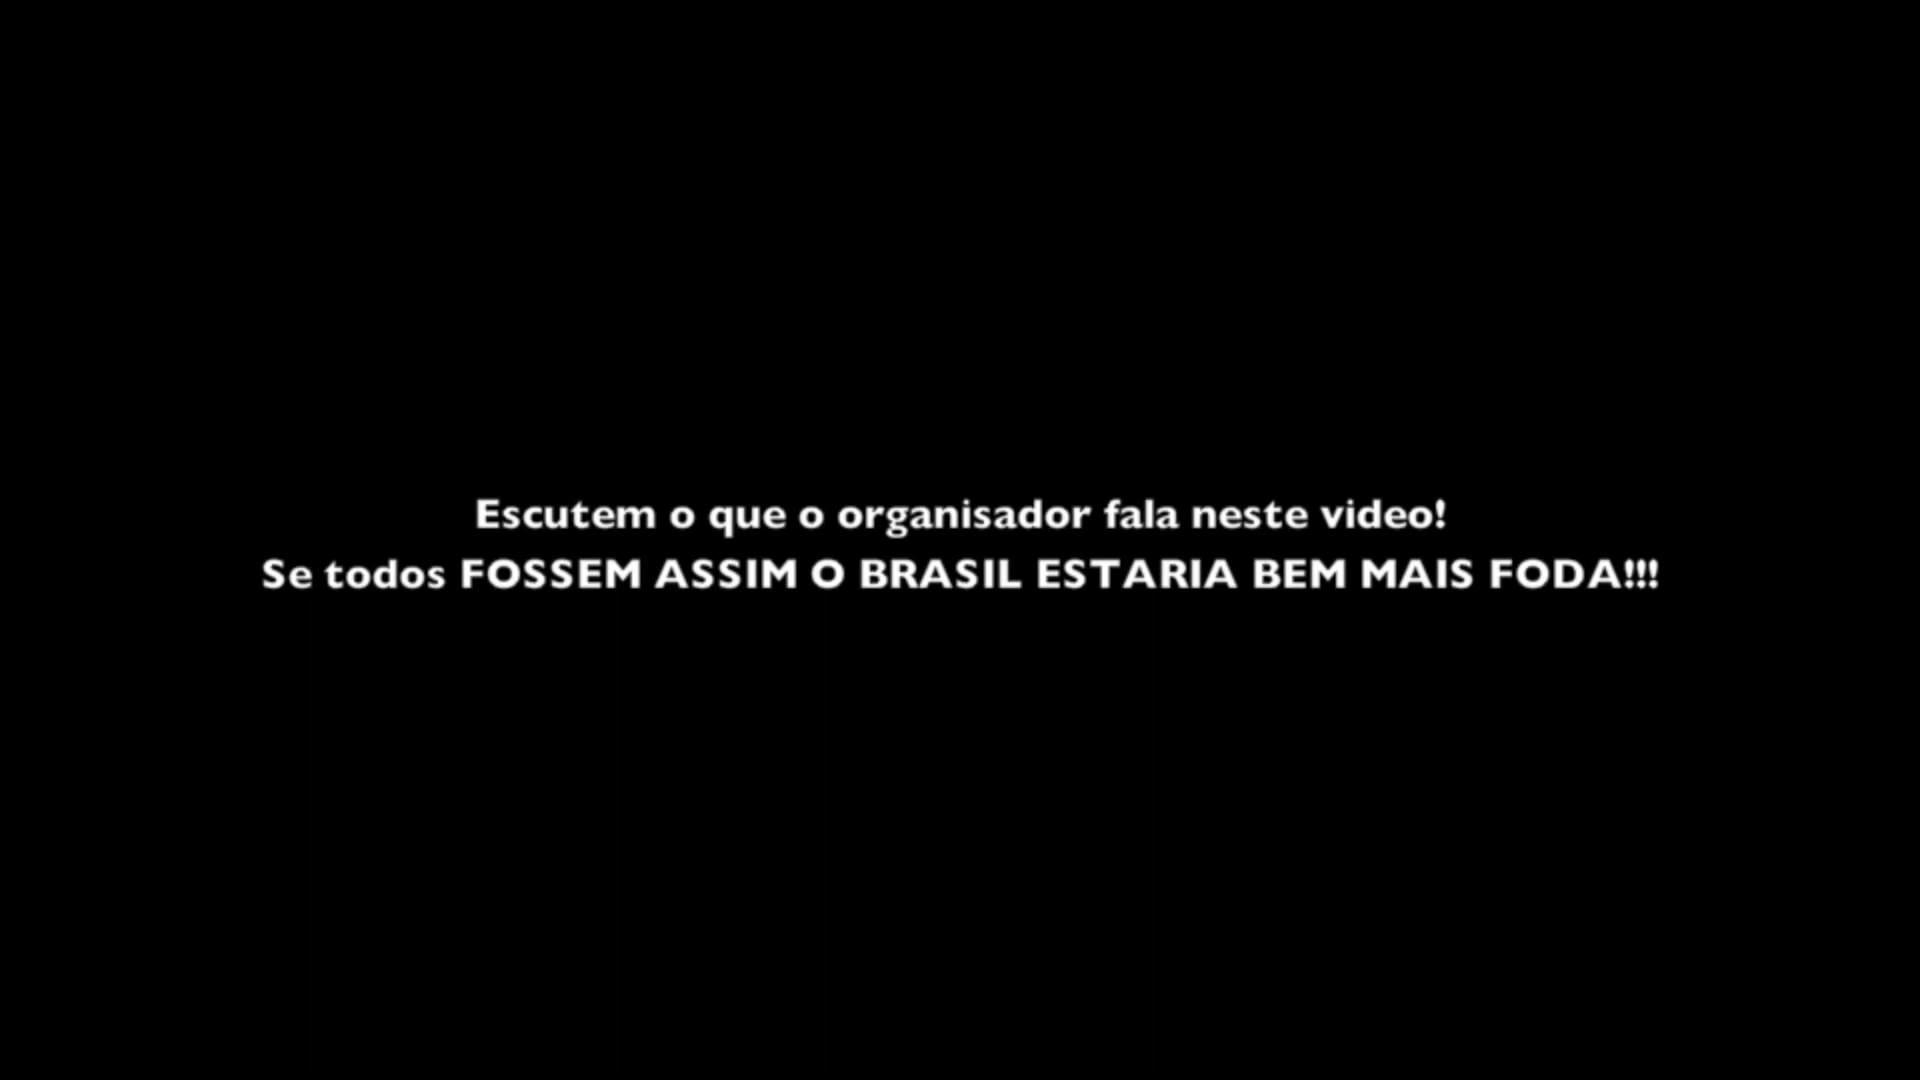 Escutem o que o organisador fala neste video!
Se todos FOSSEM ASSIM O BRASIL ESTARIA BEM MAIS FODA!!!